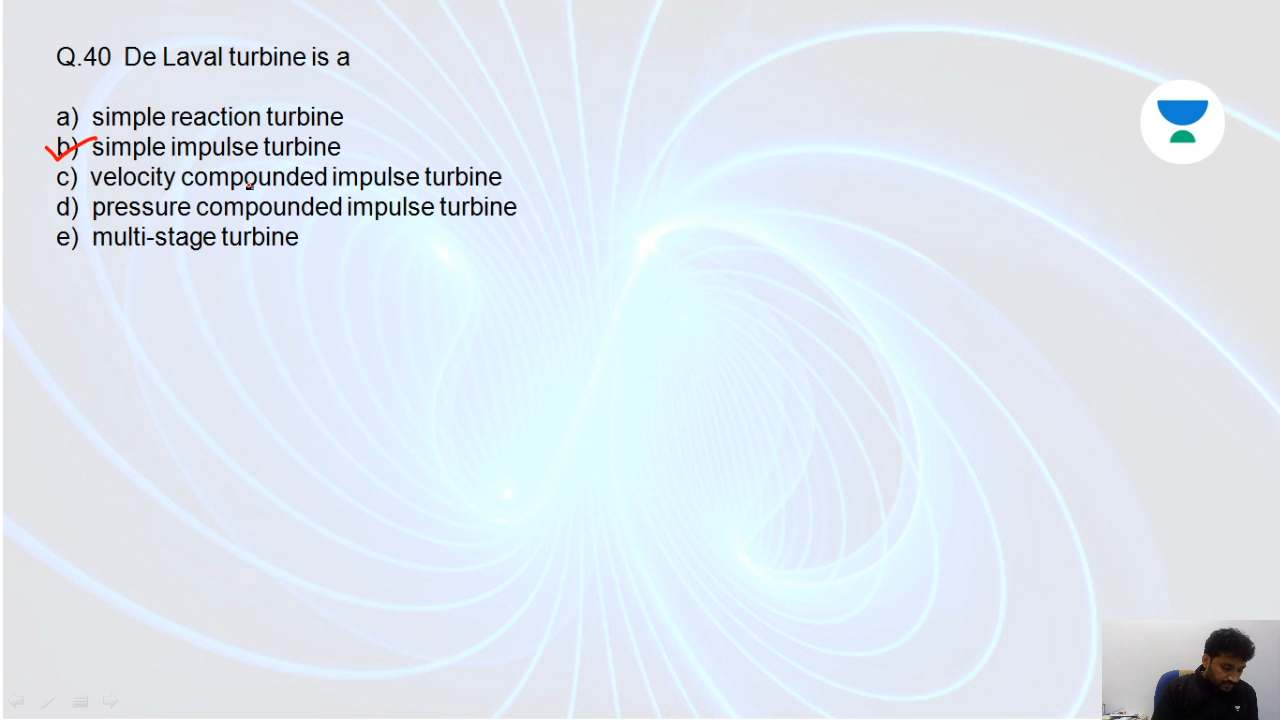 Q.40 De Laval turbine is a
a) simple reaction turbine
b) simple impulse turbine
c) velocity compounded impulse turbine
d) pressure compounded impulse turbine
e) multi-stage turbine